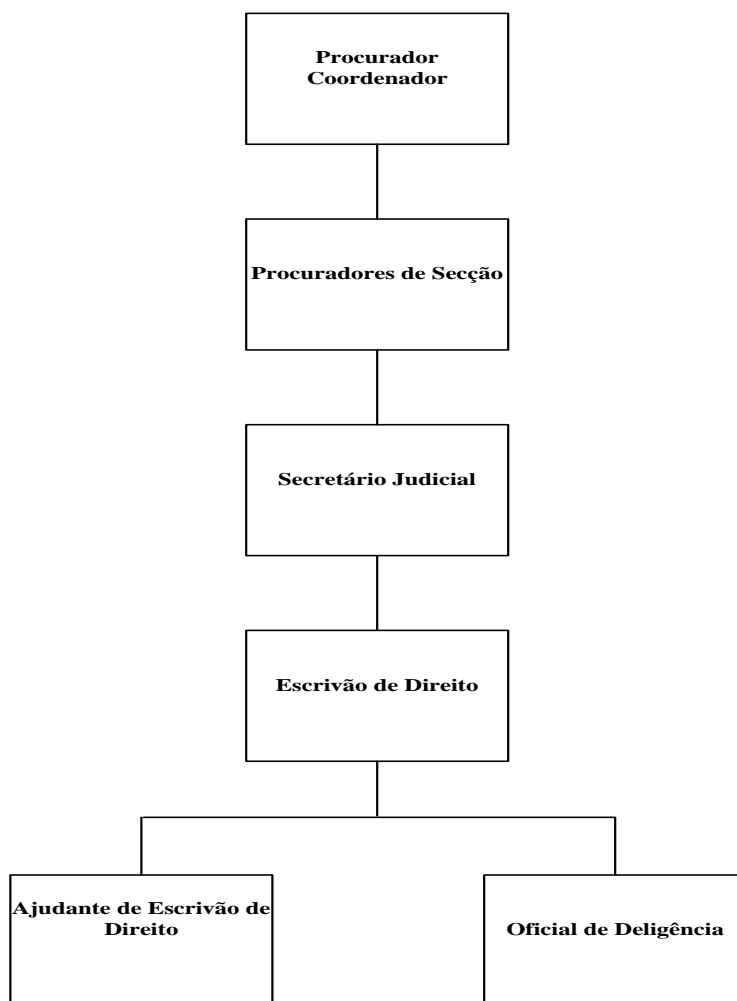 Procurador
Coordenador
Procuradores de Secção
Secretário Judicial
Escrivão de Direito
Ajudante de Escrivão de
Direito
Oficial de Deligência